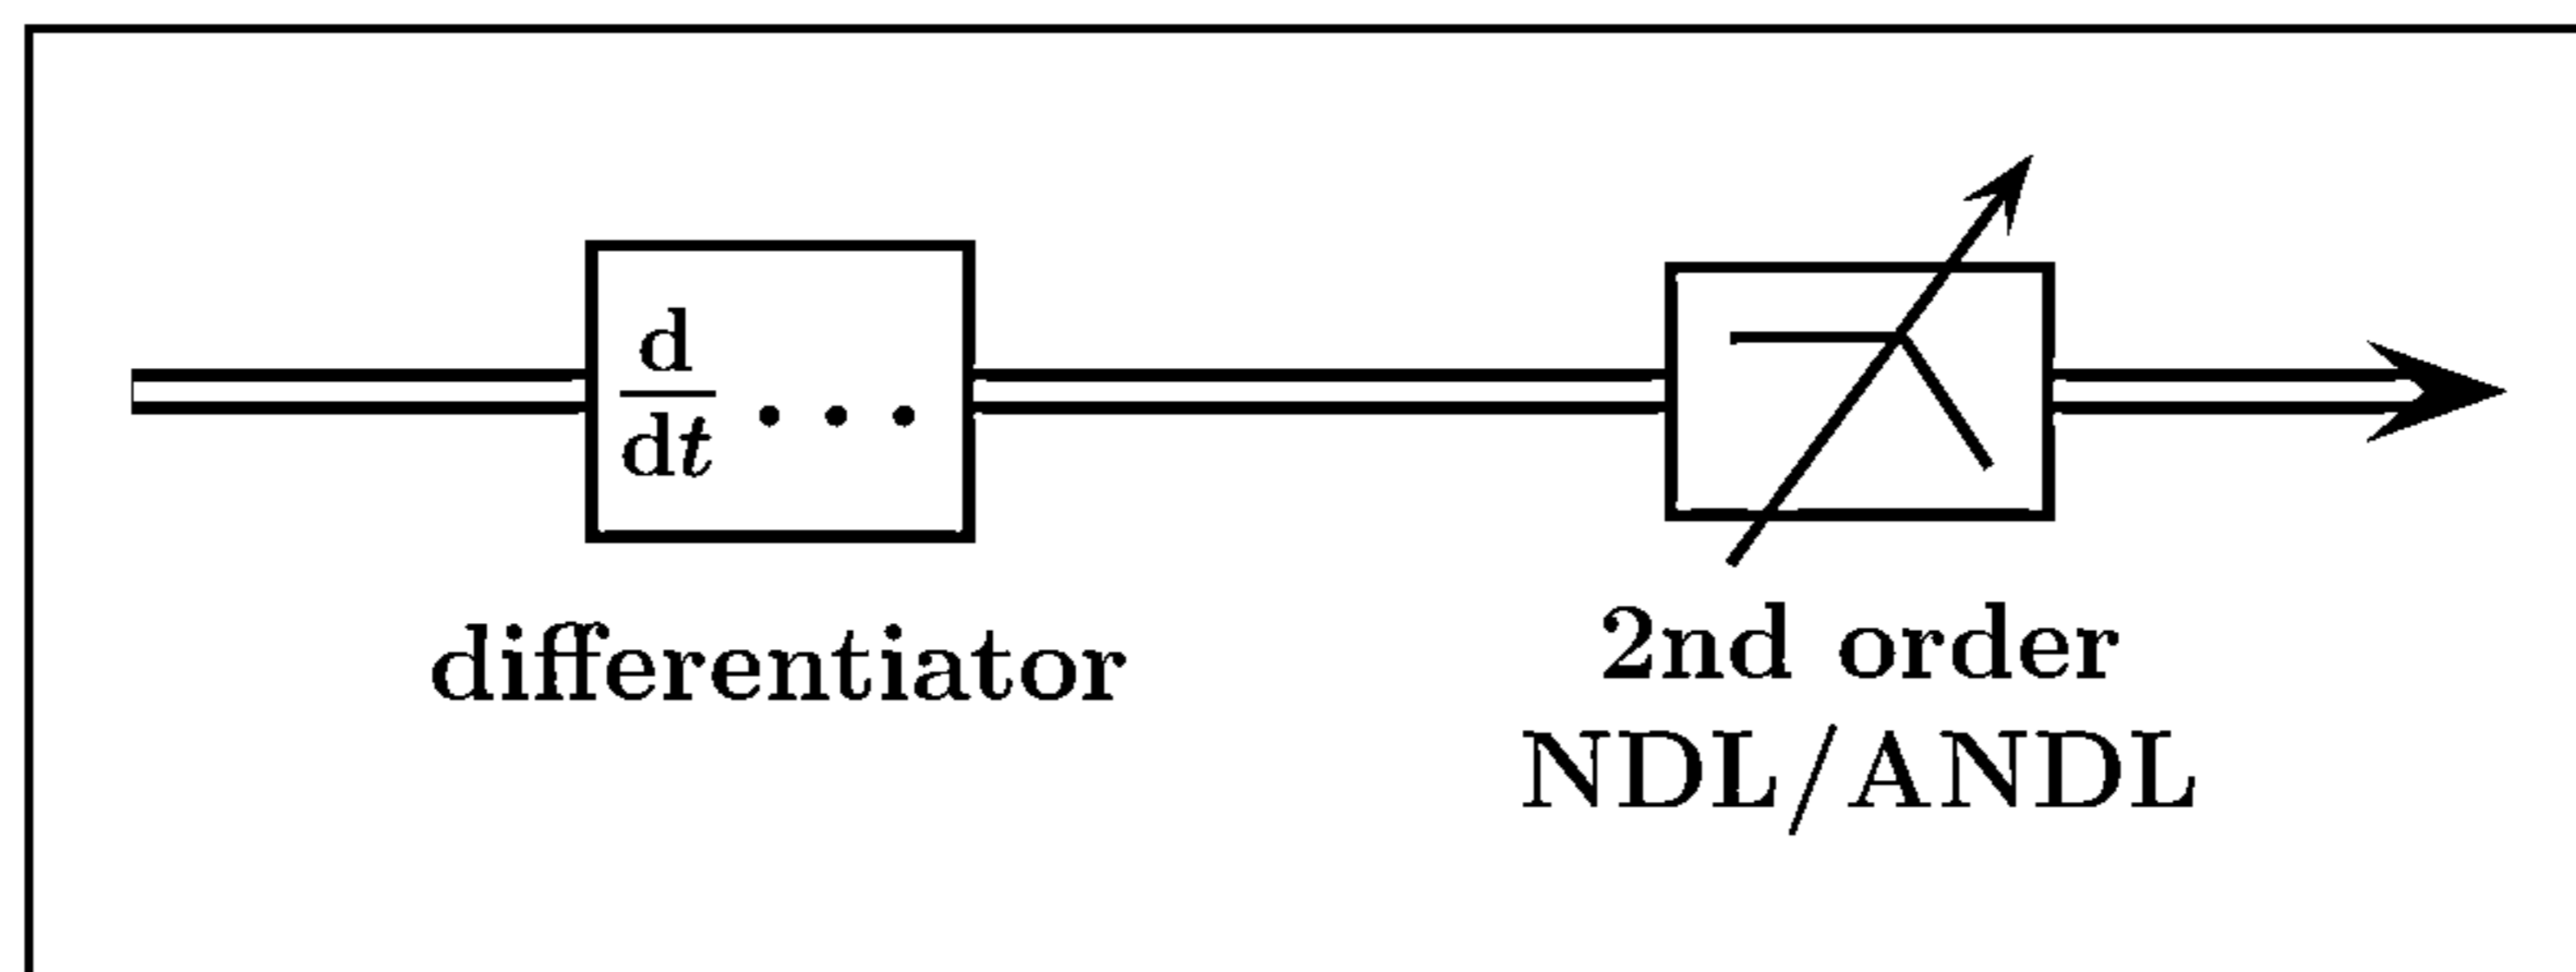 d
dt ...
differentiator
2nd order
NDL/ANDL